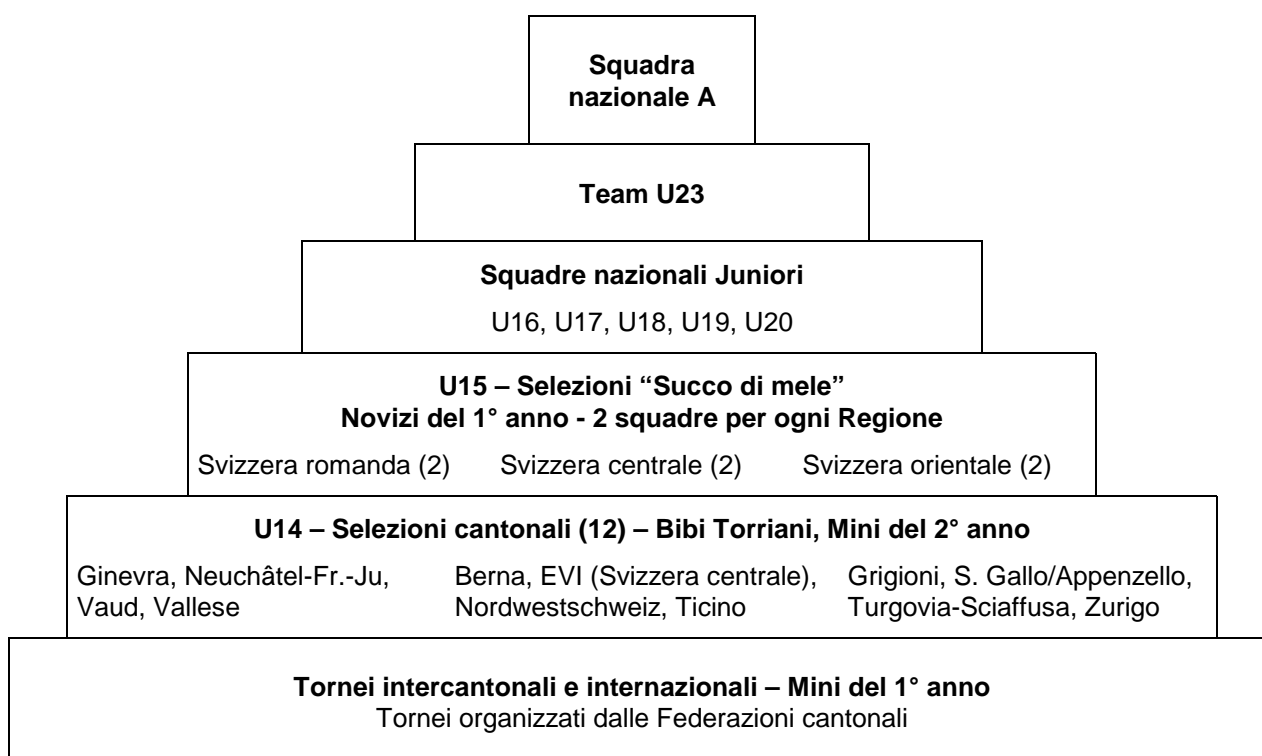 Squadra
nazionale A
Team U23
Squadre nazionali Juniori
U16, U17, U18, U19, U20
U15 – Selezioni “Succo di mele”
Novizi del 1° anno - 2 squadre per ogni Regione
Svizzera romanda (2) Svizzera centrale (2) Svizzera orientale (2)
U14 – Selezioni cantonali (12) – Bibi Torriani, Mini del 2° anno
Ginevra, Neuchâtel-Fr.-Ju,
Vaud, Vallese
Berna, EVI (Svizzera centrale),
Nordwestschweiz, Ticino
Grigioni, S. Gallo/Appenzello,
Turgovia-Sciaffusa, Zurigo
Tornei intercantonali e internazionali – Mini del 1° anno
Tornei organizzati dalle Federazioni cantonali